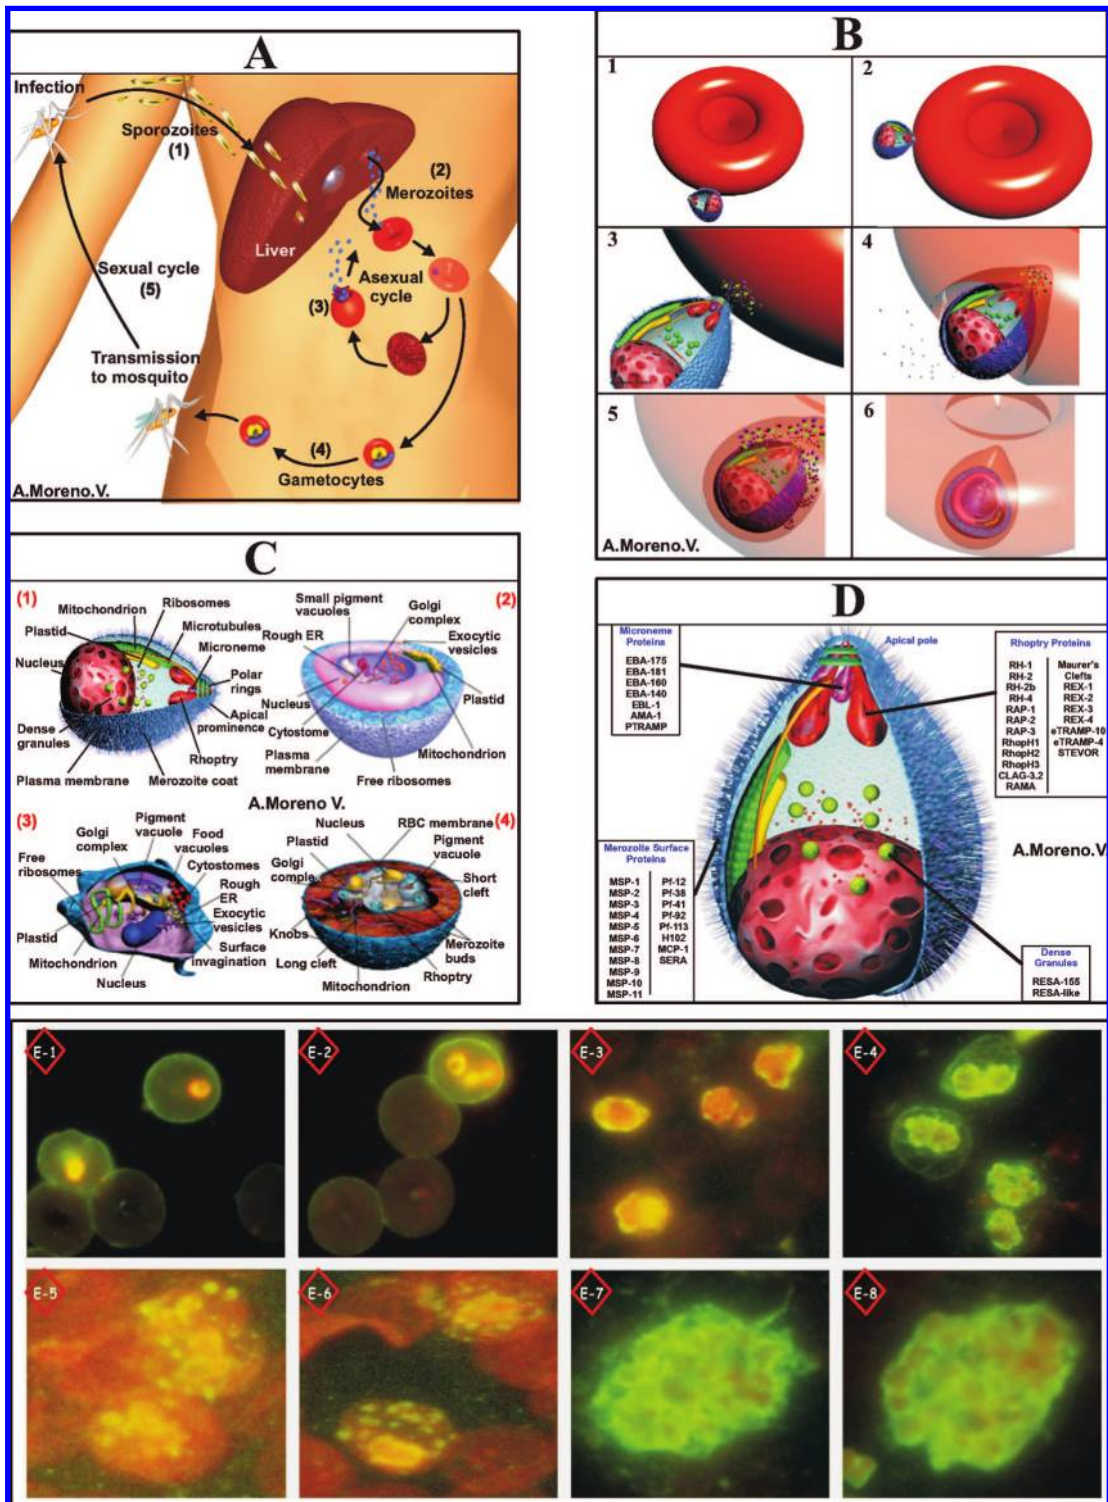 A
Infection
Sporozoites
(1)
(2)
Merozoites
Liver
Sexual cycle
(5)
Asexual
cycle
(3)
Transmission
to mosquito
(4)
Gametocytes
A.Moreno.V.
B
1
2
3
4
5
6
A.Moreno.V.
C
(1)
Mitochondrion
Ribosomes
Plastid
Microtubules
Nucleus
Microneme
Polar
rings
Apical
prominence
Dense
granules
Rhoptry
Plasma membrane
Merozoite coat
(2)
Small pigment
vacuoles
Golgi
complex
Rough ER
Exocytic
vesicles
Nucleus
Plastid
Cytostome
Plasma
membrane
Mitochondrion
Free ribosomes
A.Moreno V.
(3)
Pigment
vacuole
Golgi
complex
Food
vacuoles
Free
ribosomes
Cytostomes
Rough
ER
Exocytic
vesicles
Plastid
Surface
invagination
Mitochondrion
Nucleus
(4)
Nucleus
RBC membrane
Plastid
Pigment
vacuole
Golgi
comple
Short
cleft
Knobs
Merozoite
buds
Long cleft
Rhoptry
Mitochondrion
D
Microneme
Proteins
EBA-175
EBA-181
EBA-160
EBA-140
EBL-1
AMA-1
PTRAMP
Apical pole
Rhoptry Proteins
RH-1
RH-2
RH-2b
RH-4
RAP-1
RAP-2
RAP-3
RhopH1
RhopH2
RhopH3
CLAG-3.2
RAMA
Maurer's
Clefts
REX-1
REX-2
REX-3
REX-4
eTRAMP-10
eTRAMP-4
STEVOR
Merozoite Surface
Proteins
MSP-1
MSP-2
MSP-3
MSP-4
MSP-5
MSP-6
MSP-7
MSP-8
MSP-9
MSP-10
MSP-11
Pf-12
Pf-38
Pf-41
Pf-92
Pf-113
H102
MCP-1
SERA
A.Moreno.V
Dense
Granules
RESA-155
RESA-like
E-1
E-2
E-3
E-4
E-5
E-6
E-7
E-8